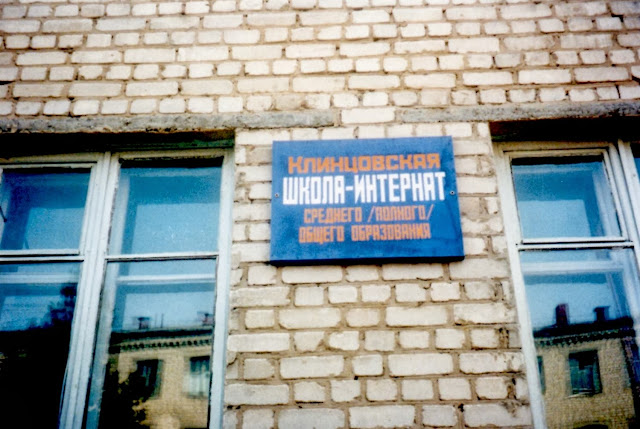 Клинцовская
ШКОЛА-ИНТЕРНАТ
СРЕДНЕГО /ПОЛНОГО/
ОБЩЕГО ОБРАЗОВАНИЯ